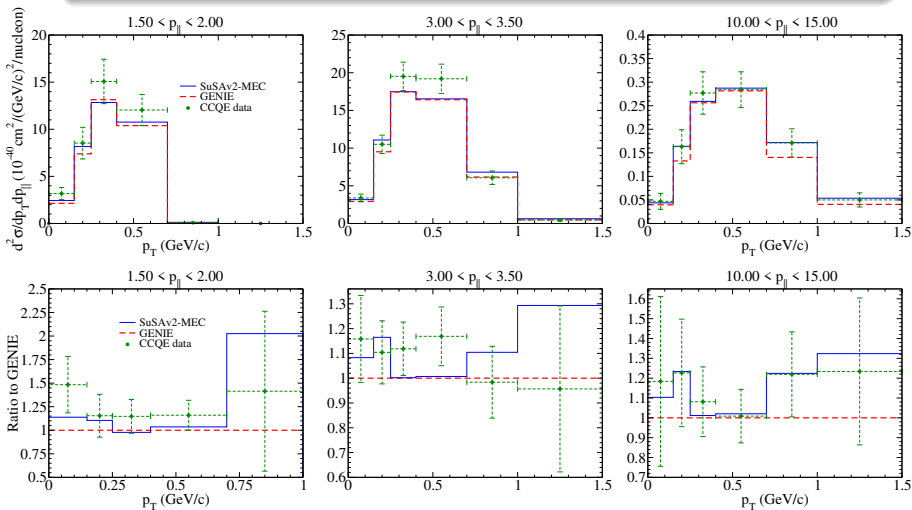 1.50 < p|| < 2.00
3.00 < p|| < 3.50
10.00 < p|| < 15.00
d²σ/dp_T dp|| (10⁻⁴⁰ cm²/(GeV/c)²/nucleon)
20
15
10
5
0
SuSAv2-MEC
GENIE
CCQE data
0 0.5 1 1.5
p_T (GeV/c)
25
20
15
10
5
0
0 0.5 1 1.5
p_T (GeV/c)
0.4
0.35
0.3
0.25
0.2
0.15
0.1
0.05
0
0 0.5 1 1.5
p_T (GeV/c)
1.50 < p|| < 2.00
3.00 < p|| < 3.50
10.00 < p|| < 15.00
Ratio to GENIE
2.5
2.25
2
1.75
1.5
1.25
1
0.75
0.5
SuSAv2-MEC
GENIE
CCQE data
0 0.25 0.5 0.75 1
p_T (GeV/c)
1.3
1.2
1.1
1
0.9
0.8
0.7
0.6
0 0.5 1 1.5
p_T (GeV/c)
1.6
1.5
1.4
1.3
1.2
1.1
1
0.9
0.8
0.7
0 0.5 1 1.5
p_T (GeV/c)